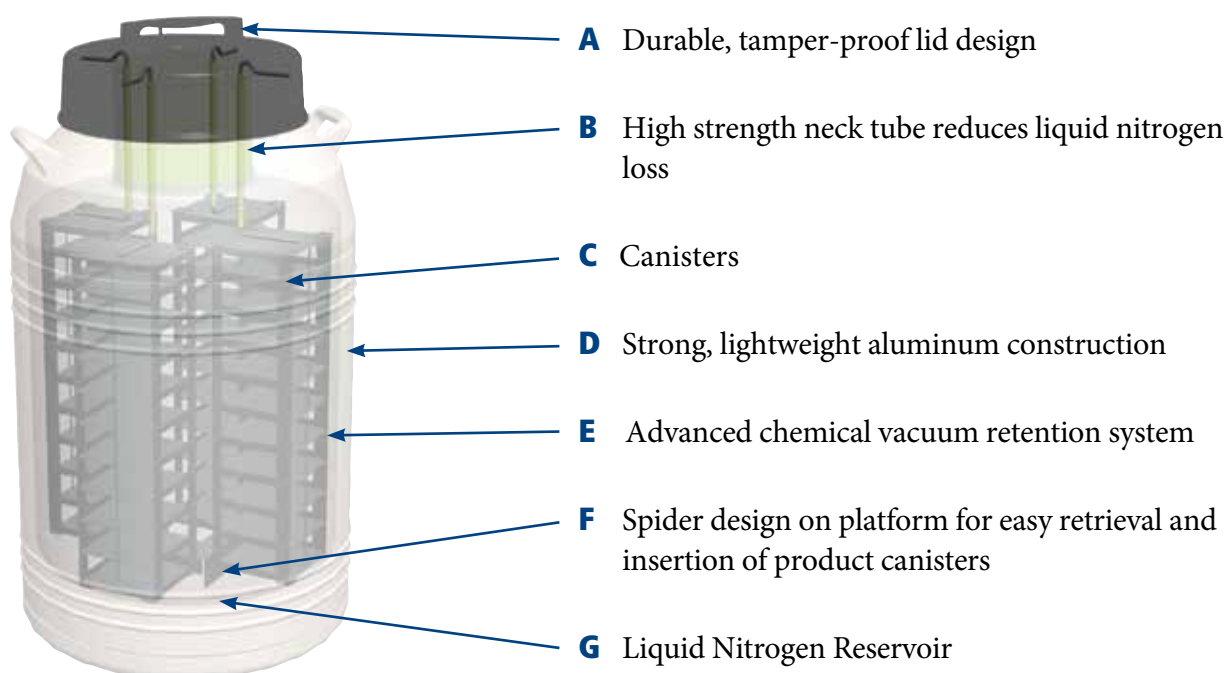 A Durable, tamper-proof lid design
B High strength neck tube reduces liquid nitrogen
loss
C Canisters
D Strong, lightweight aluminum construction
E Advanced chemical vacuum retention system
F Spider design on platform for easy retrieval and
insertion of product canisters
G Liquid Nitrogen Reservoir